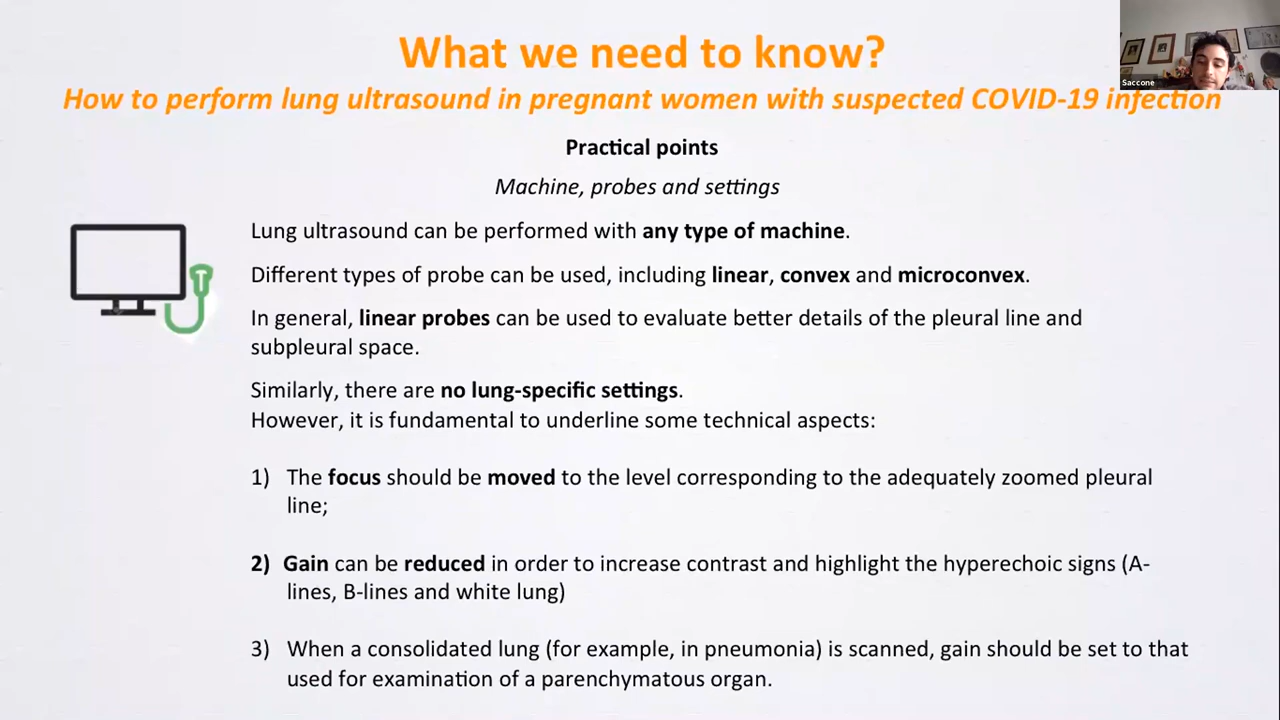 What we need to know?
Saccone
How to perform lung ultrasound in pregnant women with suspected COVID-19 infection
Practical points
Machine, probes and settings
Lung ultrasound can be performed with any type of machine.
Different types of probe can be used, including linear, convex and microconvex.
In general, linear probes can be used to evaluate better details of the pleural line and
subpleural space.
Similarly, there are no lung-specific settings.
However, it is fundamental to underline some technical aspects:
1) The focus should be moved to the level corresponding to the adequately zoomed pleural
line;
2) Gain can be reduced in order to increase contrast and highlight the hyperechoic signs (A-
lines, B-lines and white lung)
3) When a consolidated lung (for example, in pneumonia) is scanned, gain should be set to that
used for examination of a parenchymatous organ.